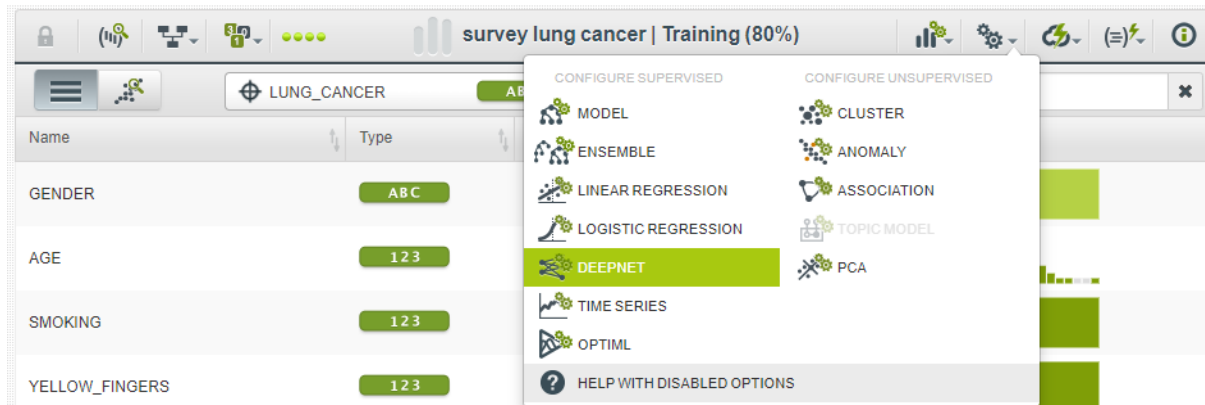 survey lung cancer | Training (80%)
LUNG_CANCER
CONFIGURE SUPERVISED
CONFIGURE UNSUPERVISED
MODEL
CLUSTER
Name
Type
ENSEMBLE
ANOMALY
LINEAR REGRESSION
ASSOCIATION
GENDER
ABC
LOGISTIC REGRESSION
TOPIC MODEL
AGE
123
DEEPNET
PCA
TIME SERIES
SMOKING
123
OPTIML
YELLOW_FINGERS
123
HELP WITH DISABLED OPTIONS